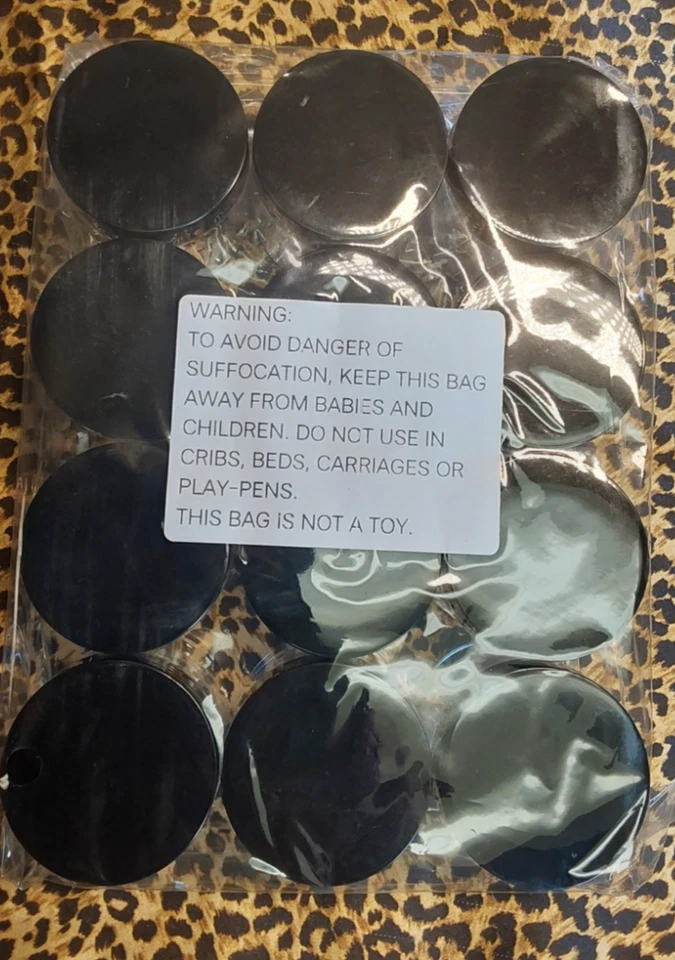 WARNING:
TO AVOID DANGER OF
SUFFOCATION, KEEP THIS BAG
AWAY FROM BABIES AND
CHILDREN. DO NOT USE IN
CRIBS, BEDS, CARRIAGES OR
PLAY-PENS.
THIS BAG IS NOT A TOY.